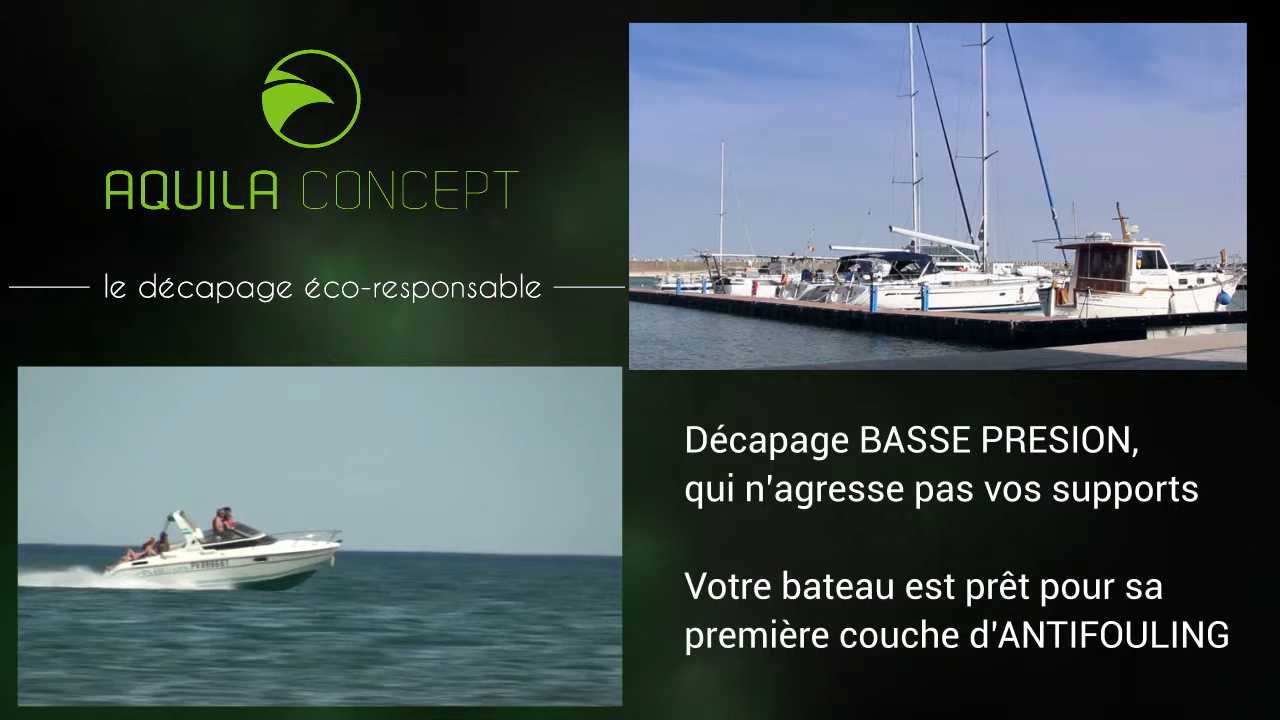 AQUILA CONCEPT
le décapage éco-responsable
Décapage BASSE PRESION,
qui n'agresse pas vos supports
Votre bateau est prêt pour sa
première couche d'ANTIFOULING